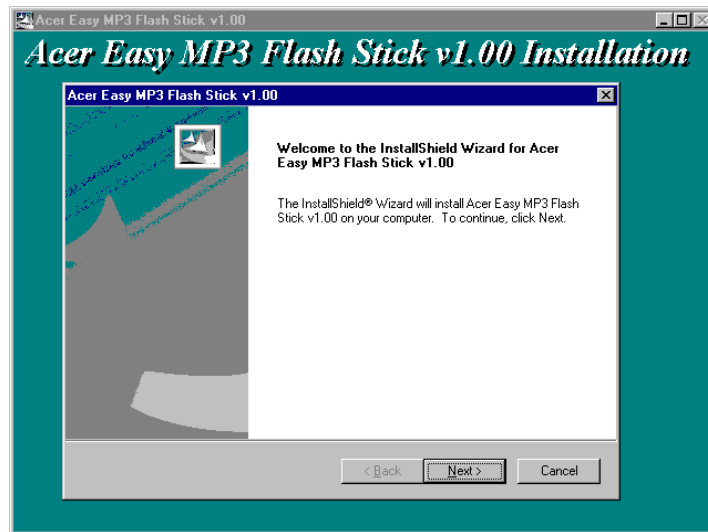 Acer Easy MP3 Flash Stick v1.00
Acer Easy MP3 Flash Stick v1.00 Installation
Acer Easy MP3 Flash Stick v1.00
Welcome to the InstallShield Wizard for Acer
Easy MP3 Flash Stick v1.00
The InstallShield® Wizard will install Acer Easy MP3 Flash
Stick v1.00 on your computer. To continue, click Next.
< Back Next > Cancel